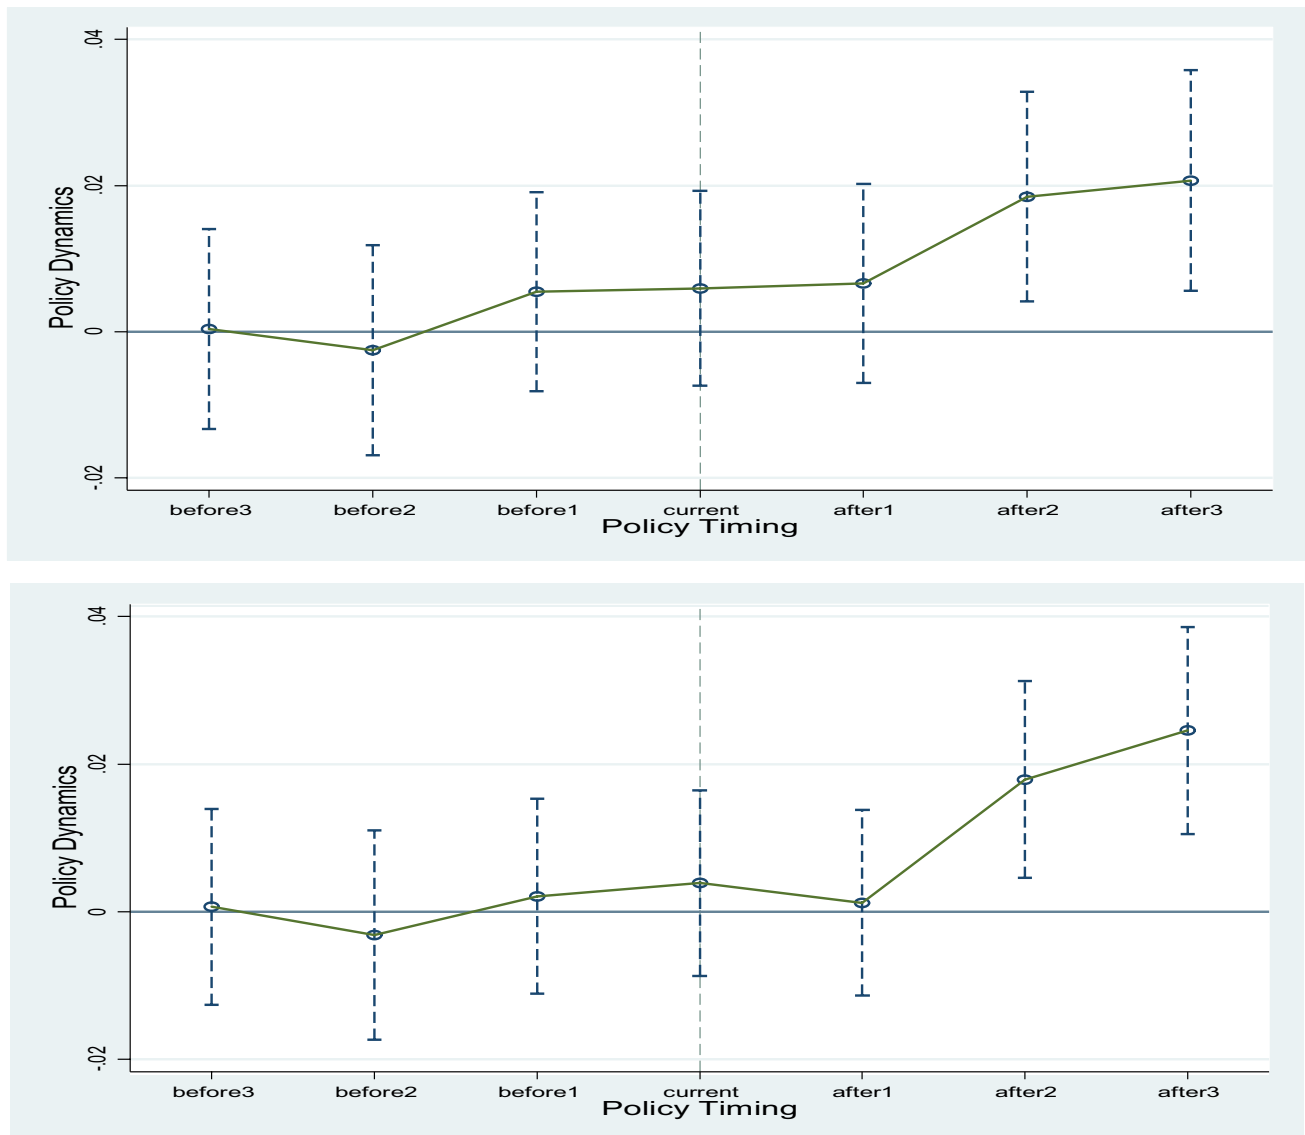 .04
.02
0
-.02
Policy Dynamics
before3 before2 before1 current after1 after2 after3
Policy Timing
.04
.02
0
-.02
Policy Dynamics
before3 before2 before1 current after1 after2 after3
Policy Timing